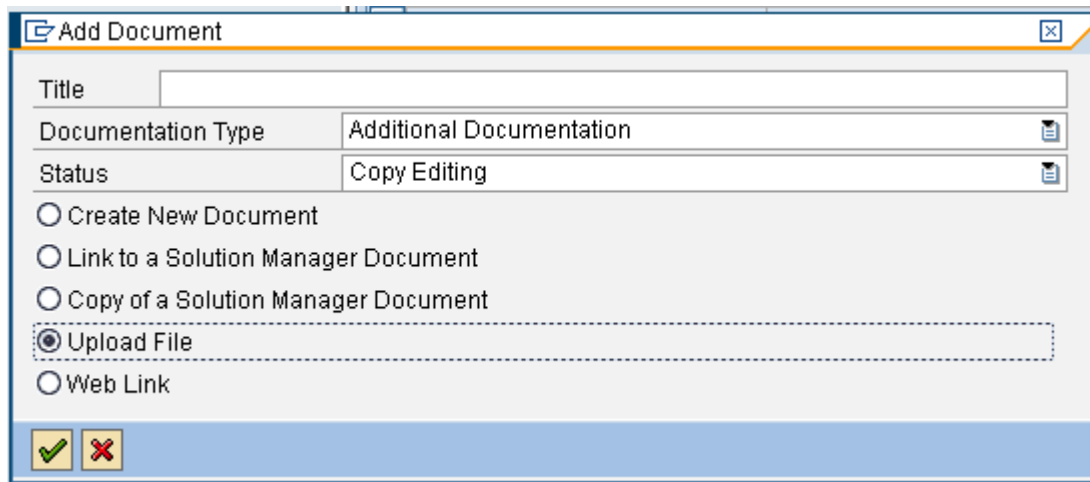 Add Document
Title
Documentation Type Additional Documentation
Status Copy Editing
Create New Document
Link to a Solution Manager Document
Copy of a Solution Manager Document
Upload File
Web Link